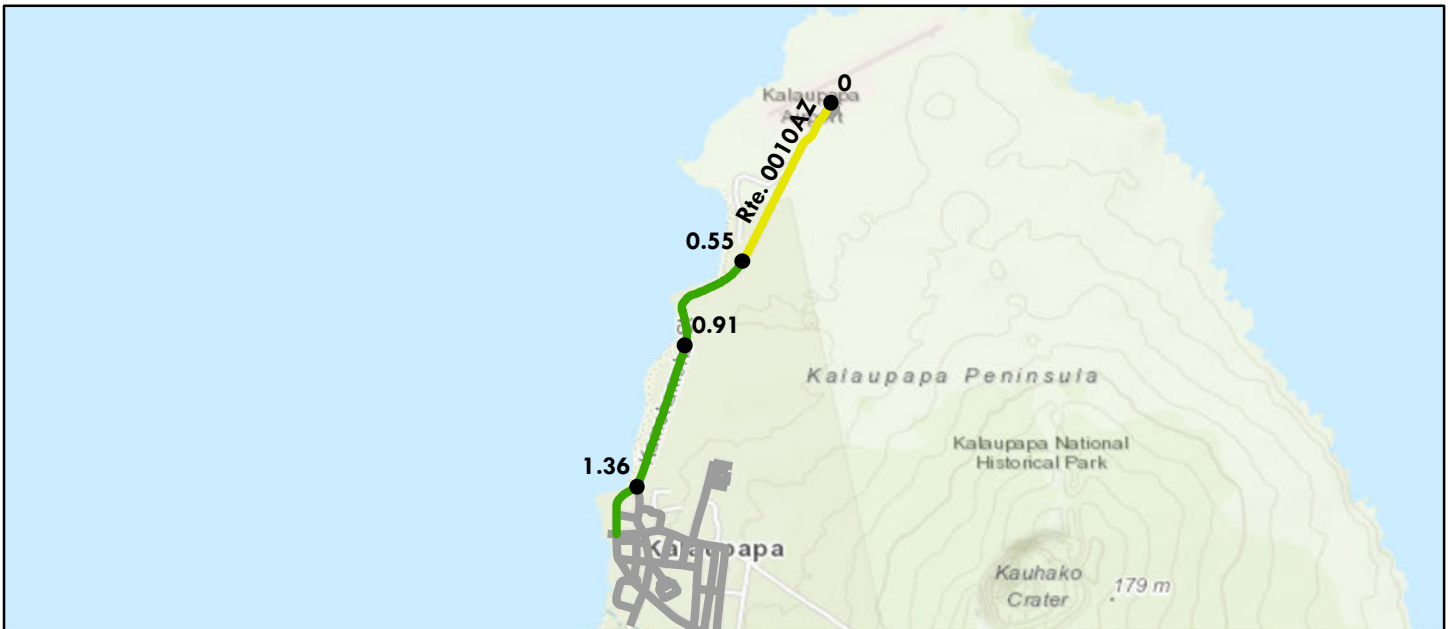 0
Kalaupapa
Airport
Rte. 0010AZ
0.55
0.91
Kalaupapa Peninsula
Kalaupapa National
Historical Park
1.36
Kalaupapa
Kauhako
Crater
179 m